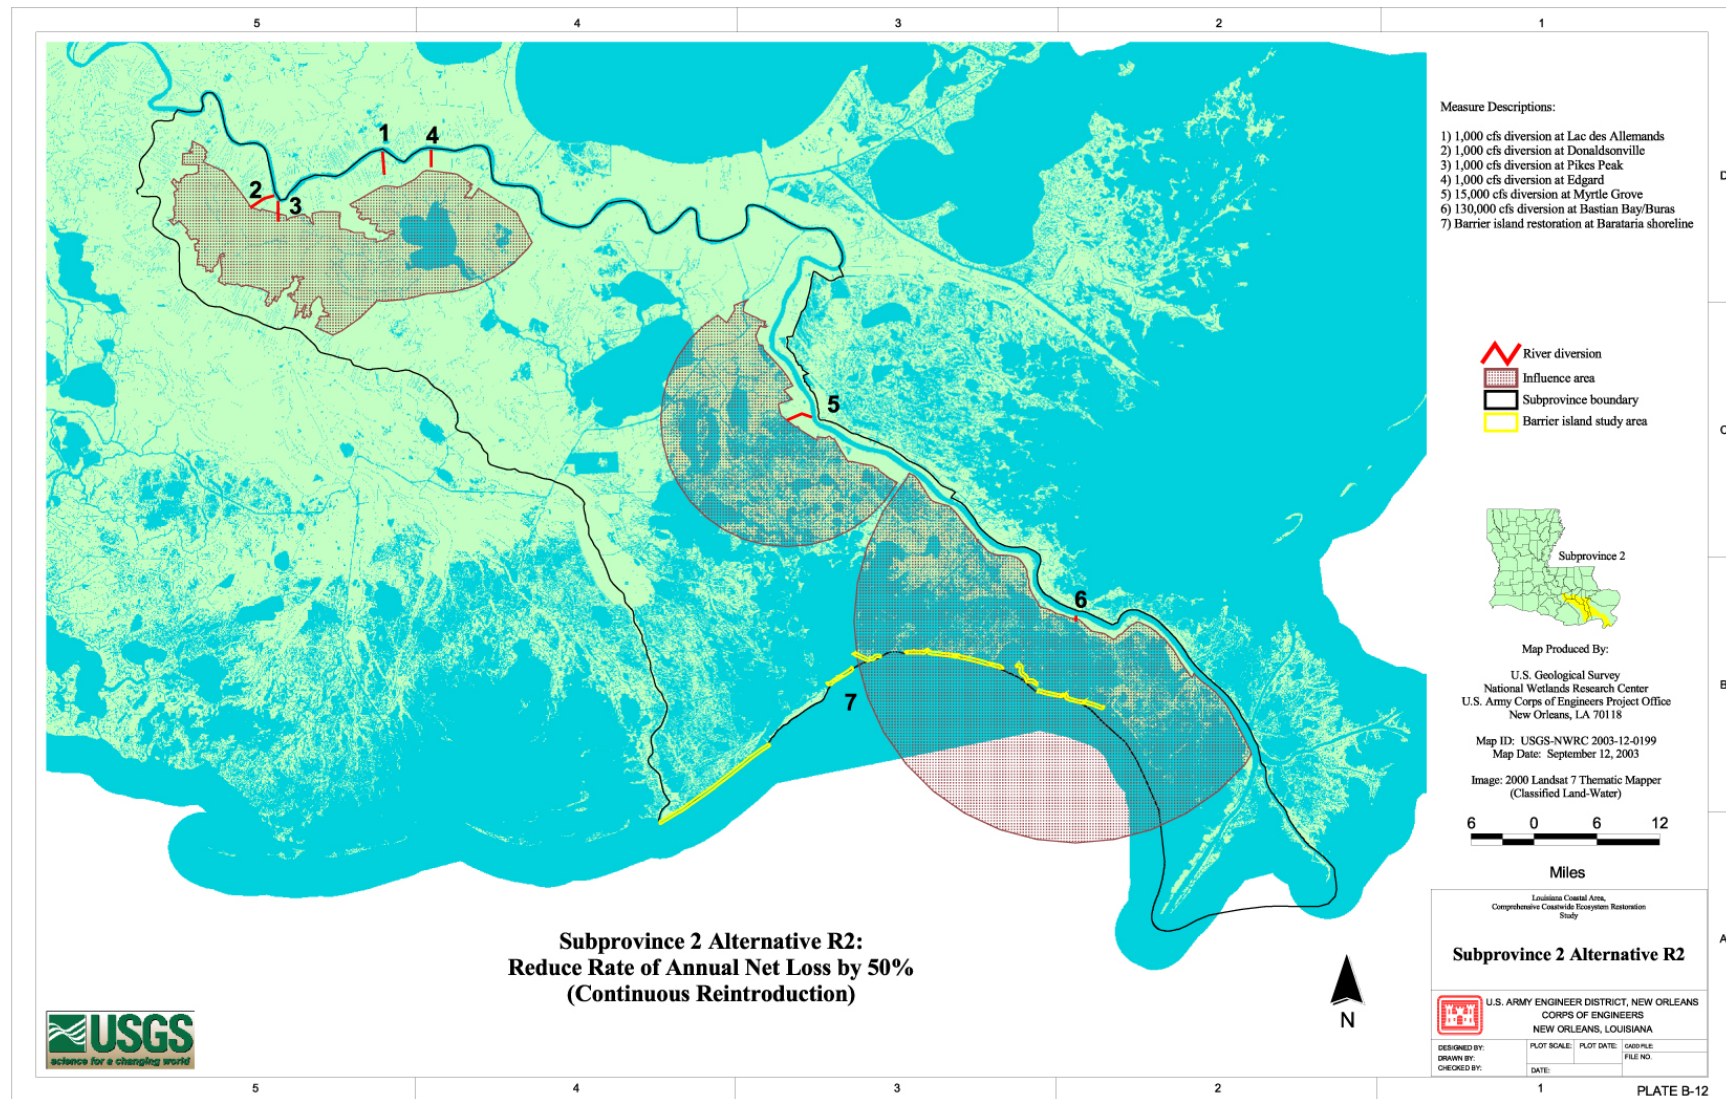 5 4 3 2 1
D
C
B
A
1
4
2
3
5
6
7
Measure Descriptions:
1) 1,000 cfs diversion at Lac des Allemands
2) 1,000 cfs diversion at Donaldsonville
3) 1,000 cfs diversion at Pikes Peak
4) 1,000 cfs diversion at Edgard
5) 15,000 cfs diversion at Myrtle Grove
6) 130,000 cfs diversion at Bastian Bay/Buras
7) Barrier island restoration at Barataria shoreline
River diversion
Influence area
Subprovince boundary
Barrier island study area
Subprovince 2
Map Produced By:
U.S. Geological Survey
National Wetlands Research Center
U.S. Army Corps of Engineers Project Office
New Orleans, LA 70118
Map ID: USGS-NWRC 2003-12-0199
Map Date: September 12, 2003
Image: 2000 Landsat 7 Thematic Mapper
(Classified Land-Water)
6 0 6 12
Miles
Louisiana Coastal Area,
Comprehensive Coastwide Ecosystem Restoration
Study
Subprovince 2 Alternative R2
U.S. ARMY ENGINEER DISTRICT, NEW ORLEANS
CORPS OF ENGINEERS
NEW ORLEANS, LOUISIANA
DESIGNED BY:
DRAWN BY:
CHECKED BY:
PLOT SCALE: PLOT DATE: CADD FILE:
FILE NO.
DATE:
Subprovince 2 Alternative R2:
Reduce Rate of Annual Net Loss by 50%
(Continuous Reintroduction)
N
USGS
science for a changing world
5 4 3 2 1
PLATE B-12